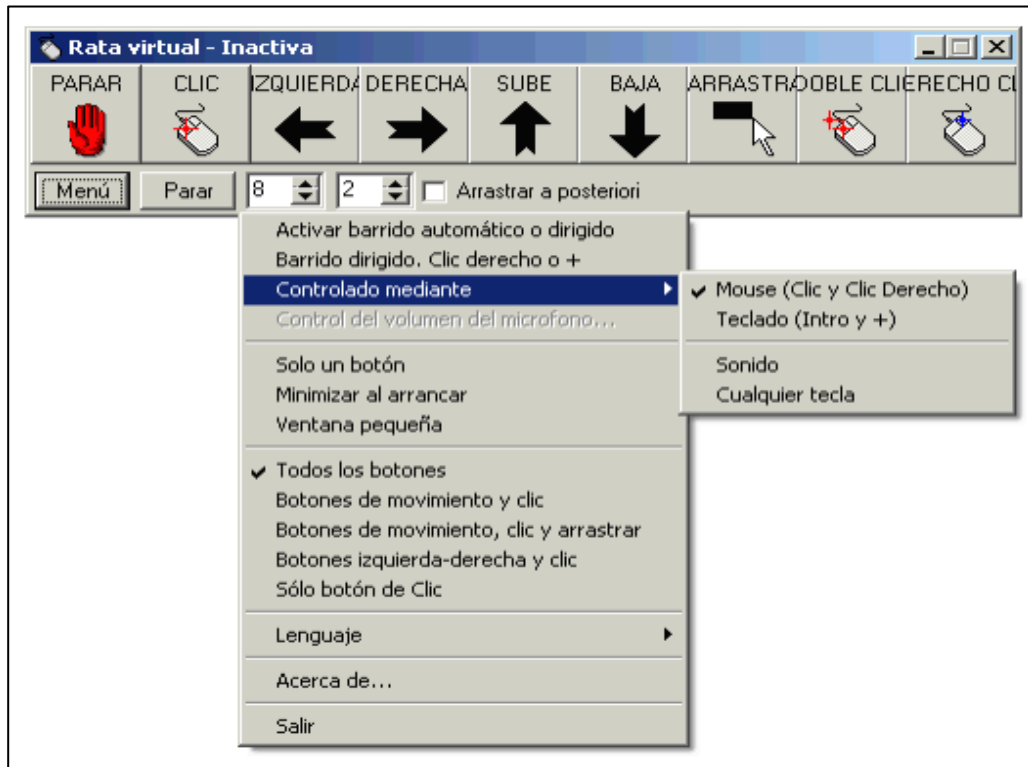 Rata virtual - Inactiva
PARAR CLIC IZQUIERDA DERECHA SUBE BAJA ARRASTRA DOBLE CLIC ERECHO CL
Menú Parar 8 2 Arrastrar a posteriori
Activar barrido automático o dirigido
Barrido dirigido. Clic derecho o +
Controlado mediante
Control del volumen del microfono...
Solo un botón
Minimizar al arrancar
Ventana pequeña
Todos los botones
Botones de movimiento y clic
Botones de movimiento, clic y arrastrar
Botones izquierda-derecha y clic
Sólo botón de Clic
Lenguaje
Acerca de...
Salir
Mouse (Clic y Clic Derecho)
Teclado (Intro y +)
Sonido
Cualquier tecla